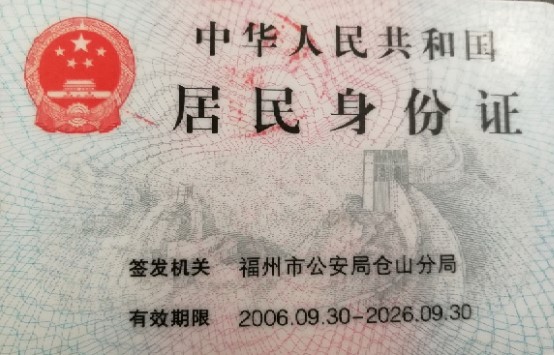 中华人民共和国
居民身份证
签发机关 福州市公安局仓山分局
有效期限 2006.09.30-2026.09.30